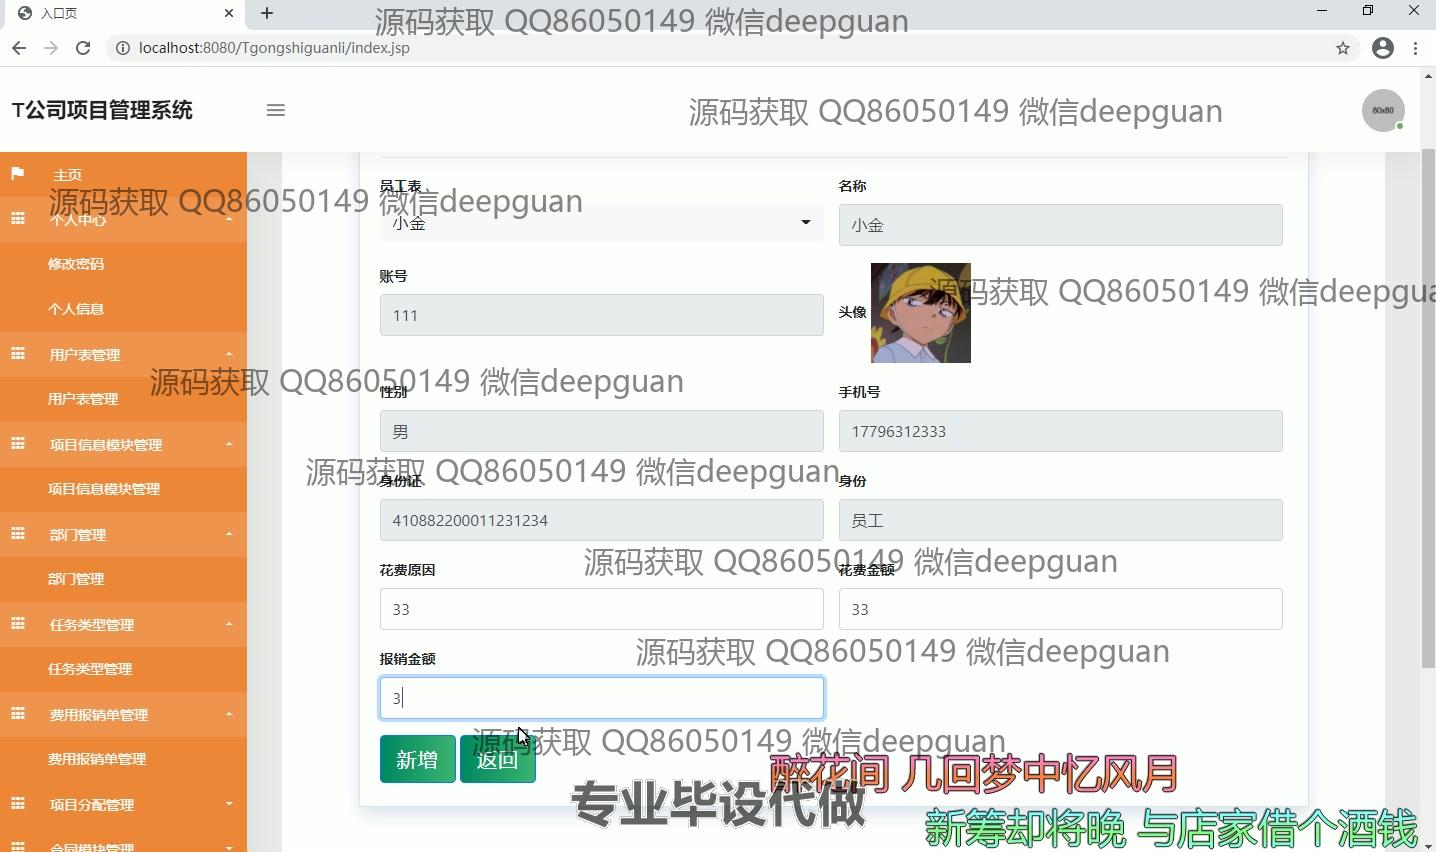 入口页
源码获取 QQ86050149 微信deepguan
localhost:8080/Tgongshiguanli/index.jsp
T公司项目管理系统
源码获取 QQ86050149 微信deepguan
80x80
主页
源码获取 QQ86050149 微信deepguan
个人中心
修改密码
个人信息
用户表管理
用户表管理
项目信息模块管理
项目信息模块管理
部门管理
部门管理
任务类型管理
任务类型管理
费用报销单管理
费用报销单管理
项目分配管理
合同模块管理
员工表
小金
名称
小金
账号
111
头像
源码获取 QQ86050149 微信deepgua
源码获取 QQ86050149 微信deepguan
性别
男
手机号
17796312333
源码获取 QQ86050149 微信deepguan
身份证
410882200011231234
身份
员工
源码获取 QQ86050149 微信deepguan
花费原因
33
花费金额
33
源码获取 QQ86050149 微信deepguan
报销金额
3
源码获取 QQ86050149 微信deepguan
新增
返回
专业毕设代做
醉花间 几回梦中忆风月
新筹却将晚 与店家借个酒钱